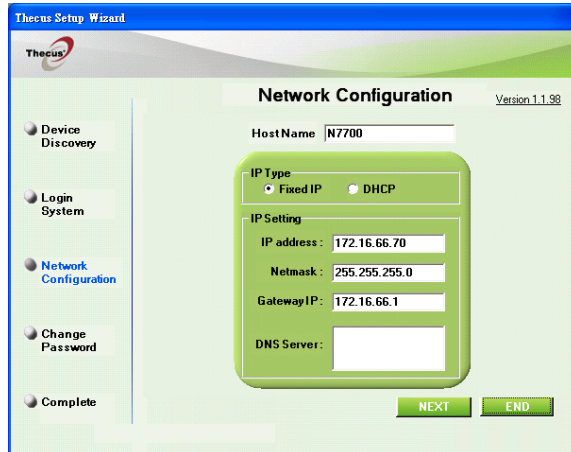 Thecus Setup Wizard
Thecus
Network Configuration
Version 1.1.98
Device
Discovery
Login
System
Network
Configuration
Change
Password
Complete
HostName N7700
IP Type
Fixed IP DHCP
IP Setting
IP address : 172.16.66.70
Netmask : 255.255.255.0
Gateway IP : 172.16.66.1
DNS Server :
NEXT END